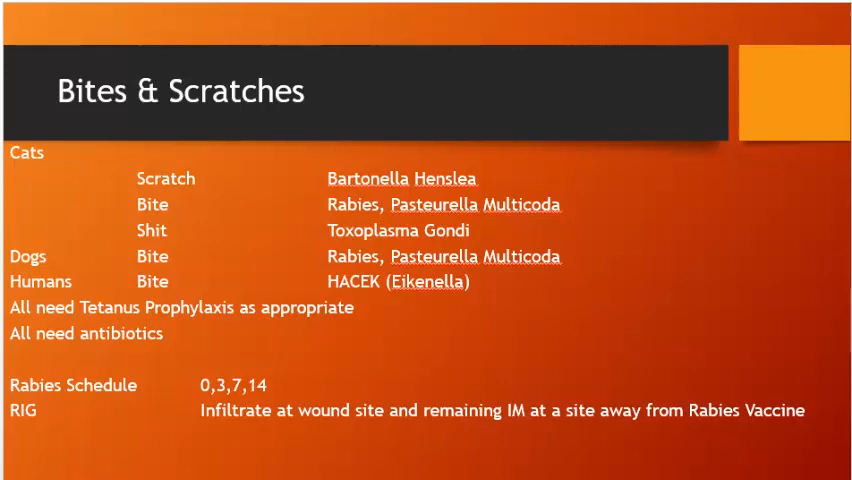 Bites & Scratches
Cats
Scratch Bartonella Henslea
Bite Rabies, Pasteurella Multicoda
Shit Toxoplasma Gondi
Dogs Bite Rabies, Pasteurella Multicoda
Humans Bite HACEK (Eikenella)
All need Tetanus Prophylaxis as appropriate
All need antibiotics
Rabies Schedule 0,3,7,14
RIG Infiltrate at wound site and remaining IM at a site away from Rabies Vaccine